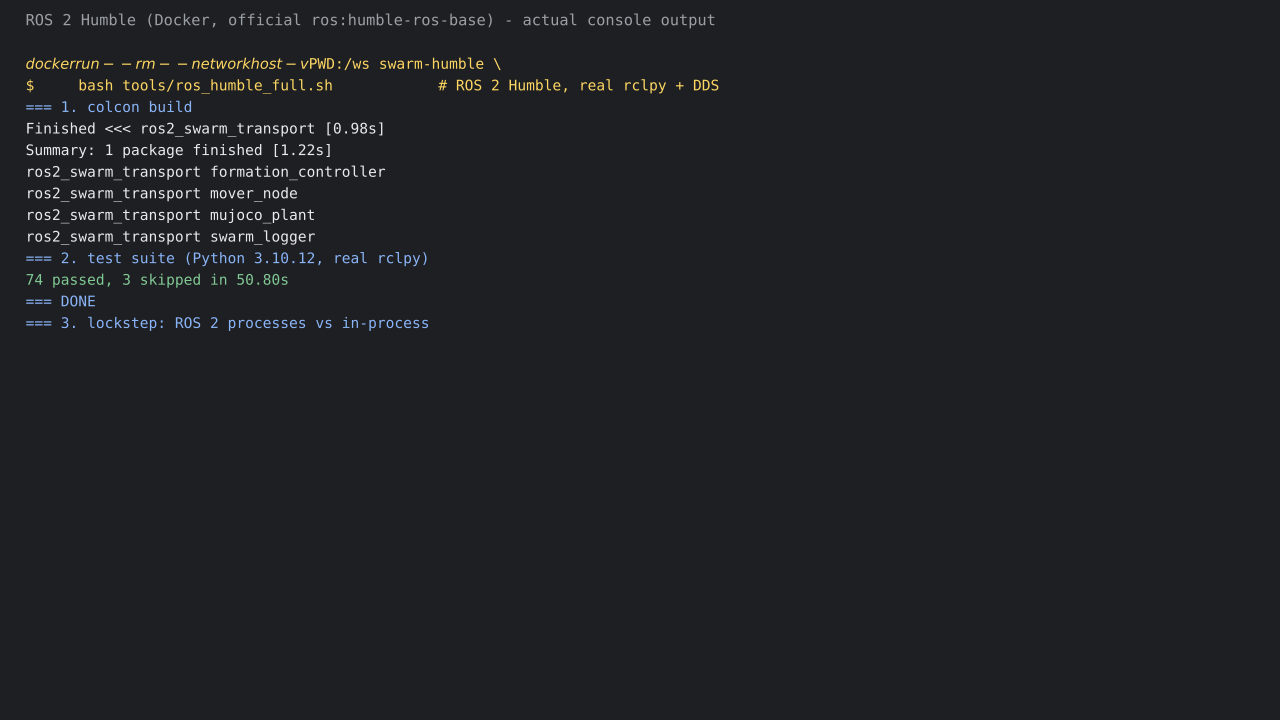 ROS 2 Humble (Docker, official ros:humble-ros-base) - actual console output
dockerrun−−rm−−networkhost−vPWD:/ws swarm-humble \
$     bash tools/ros_humble_full.sh            # ROS 2 Humble, real rclpy + DDS
=== 1. colcon build
Finished <<< ros2_swarm_transport [0.98s]
Summary: 1 package finished [1.22s]
ros2_swarm_transport formation_controller
ros2_swarm_transport mover_node
ros2_swarm_transport mujoco_plant
ros2_swarm_transport swarm_logger
=== 2. test suite (Python 3.10.12, real rclpy)
74 passed, 3 skipped in 50.80s
=== DONE
=== 3. lockstep: ROS 2 processes vs in-process